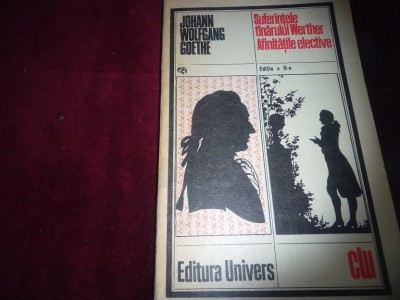 JOHANN
WOLFGANG
GOETHE
Suferințele
tînărului Werther
Afinitățile elective
Ediția a II-a
Editura Univers
clu